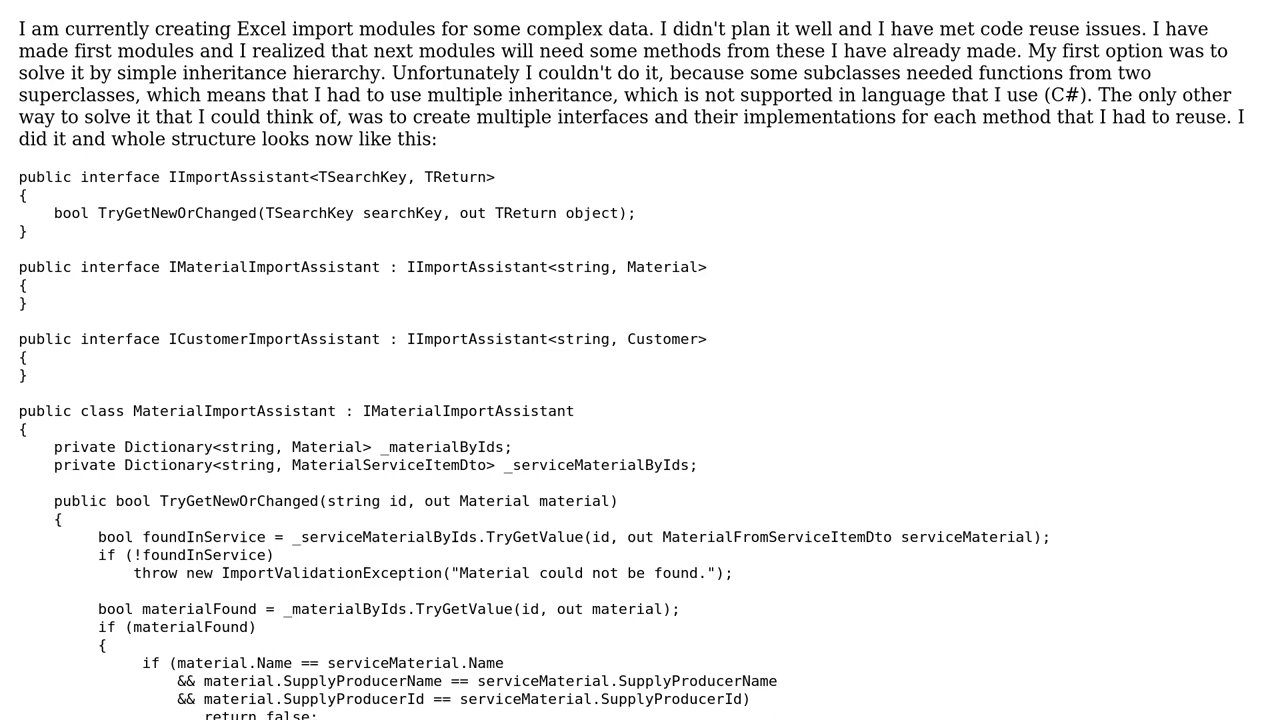 I am currently creating Excel import modules for some complex data. I didn't plan it well and I have met code reuse issues. I have
made first modules and I realized that next modules will need some methods from these I have already made. My first option was to
solve it by simple inheritance hierarchy. Unfortunately I couldn't do it, because some subclasses needed functions from two
superclasses, which means that I had to use multiple inheritance, which is not supported in language that I use (C#). The only other
way to solve it that I could think of, was to create multiple interfaces and their implementations for each method that I had to reuse. I
did it and whole structure looks now like this:
public interface IImportAssistant<TSearchKey, TReturn>
{
    bool TryGetNewOrChanged(TSearchKey searchKey, out TReturn object);
}
public interface IMaterialImportAssistant : IImportAssistant<string, Material>
{
}
public interface ICustomerImportAssistant : IImportAssistant<string, Customer>
{
}
public class MaterialImportAssistant : IMaterialImportAssistant
{
    private Dictionary<string, Material> _materialByIds;
    private Dictionary<string, MaterialServiceItemDto> _serviceMaterialByIds;
    public bool TryGetNewOrChanged(string id, out Material material)
    {
         bool foundInService = _serviceMaterialByIds.TryGetValue(id, out MaterialFromServiceItemDto serviceMaterial);
         if (!foundInService)
             throw new ImportValidationException("Material could not be found.");
         bool materialFound = _materialByIds.TryGetValue(id, out material);
         if (materialFound)
         {
              if (material.Name == serviceMaterial.Name
                  && material.SupplyProducerName == serviceMaterial.SupplyProducerName
                  && material.SupplyProducerId == serviceMaterial.SupplyProducerId)
                     return false;